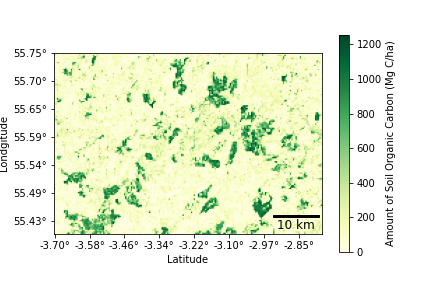 55.75°
55.70°
55.65°
55.59°
55.54°
55.49°
55.43°
Londgitude
-3.70° -3.58° -3.46° -3.34° -3.22° -3.10° -2.97° -2.85°
Latitude
10 km
1200
1000
800
600
400
200
0
Amount of Soil Organic Carbon (Mg C/ha)